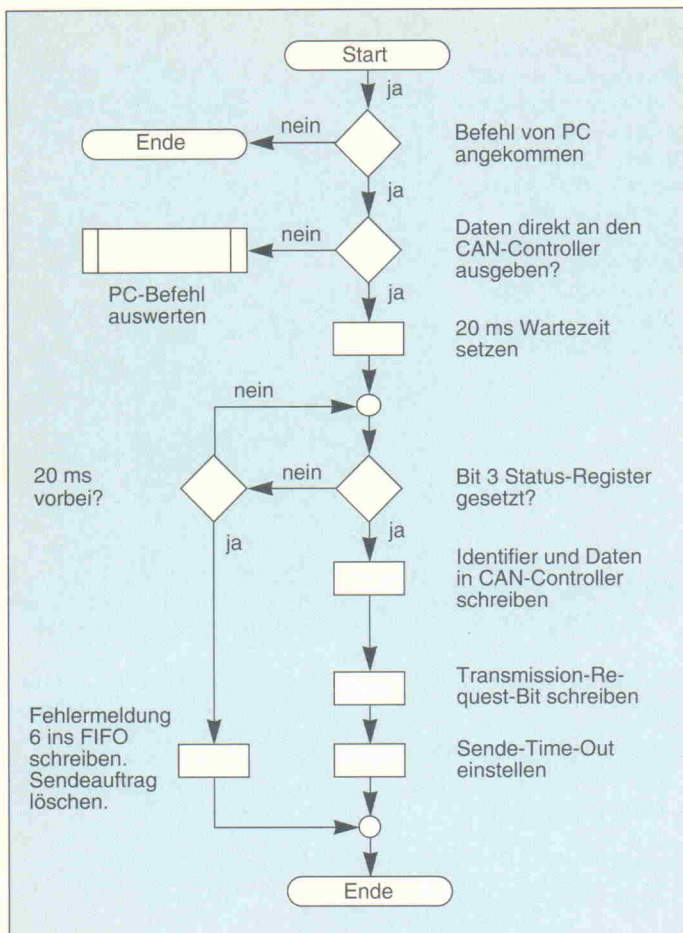 Start
ja
nein
Ende
Befehl von PC
angekommen
ja
nein
Daten direkt an den
CAN-Controller
ausgeben?
PC-Befehl
auswerten
ja
20 ms Wartezeit
setzen
nein
20 ms
vorbei?
nein
Bit 3 Status-Register
gesetzt?
ja
ja
Identifier und Daten
in CAN-Controller
schreiben
Transmission-Re-
quest-Bit schreiben
Fehlermeldung
6 ins FIFO
schreiben.
Sendeauftrag
löschen.
Sende-Time-Out
einstellen
Ende